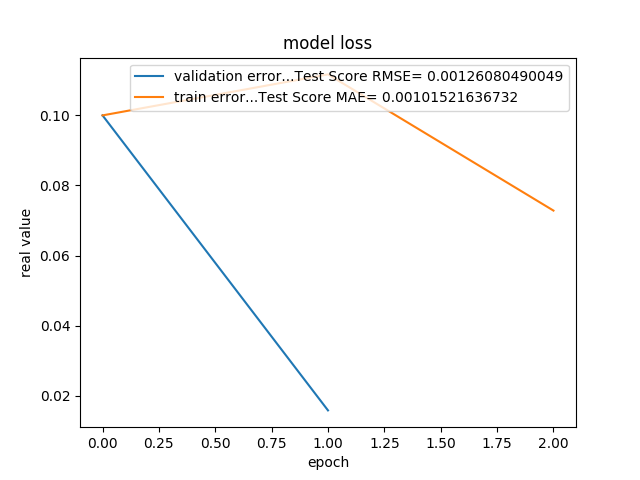 model loss
validation error...Test Score RMSE= 0.00126080490049
train error...Test Score MAE= 0.00101521636732
0.10
0.08
0.06
0.04
0.02
real value
0.00 0.25 0.50 0.75 1.00 1.25 1.50 1.75 2.00
epoch